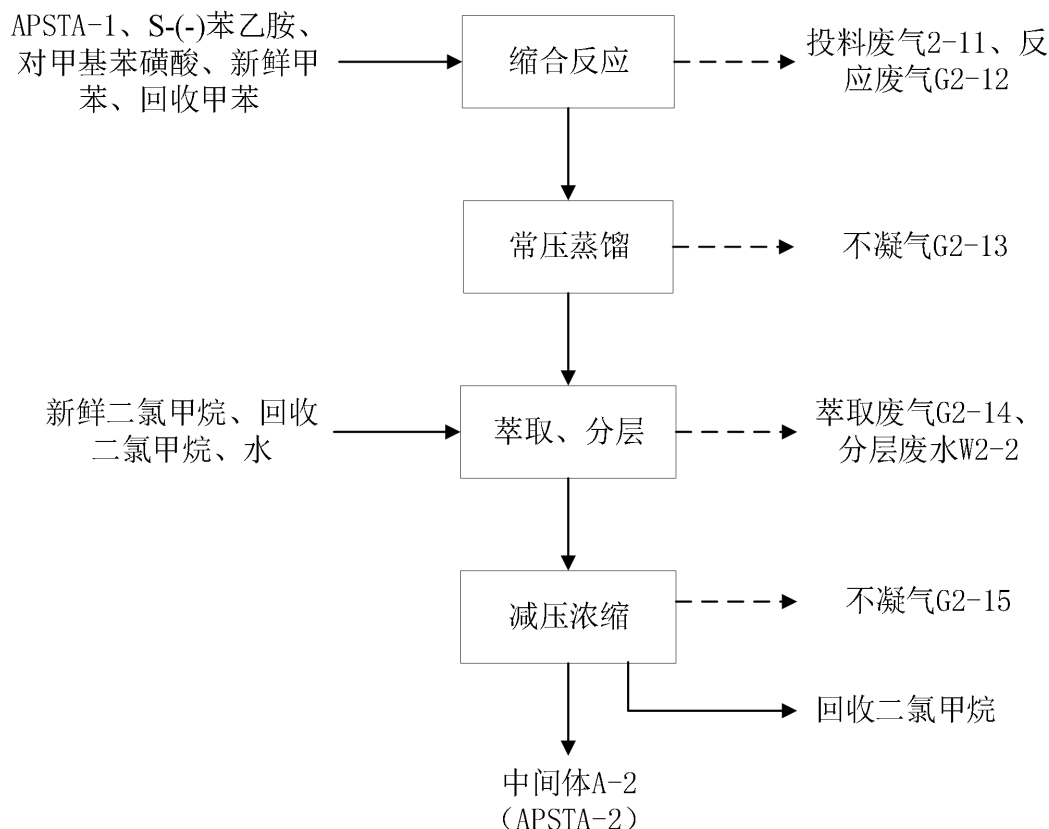 APSTA-1、S-(-)苯乙胺、
对甲基苯磺酸、新鲜甲
苯、回收甲苯
缩合反应
投料废气2-11、反
应废气G2-12
常压蒸馏
不凝气G2-13
新鲜二氯甲烷、回收
二氯甲烷、水
萃取、分层
萃取废气G2-14、
分层废水W2-2
减压浓缩
不凝气G2-15
回收二氯甲烷
中间体A-2
（APSTA-2）